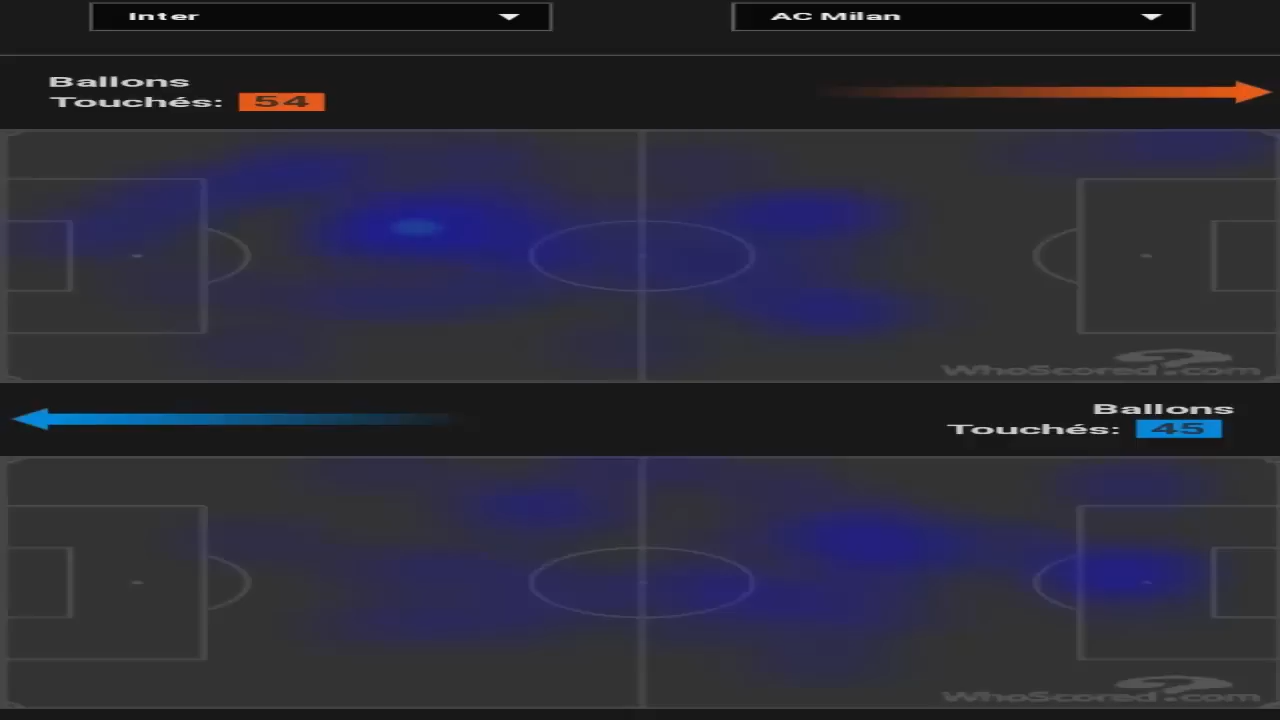 Inter
AC Milan
Ballons
Touchés: 54
WhoScored.com
Ballons
Touchés: 45
WhoScored.com